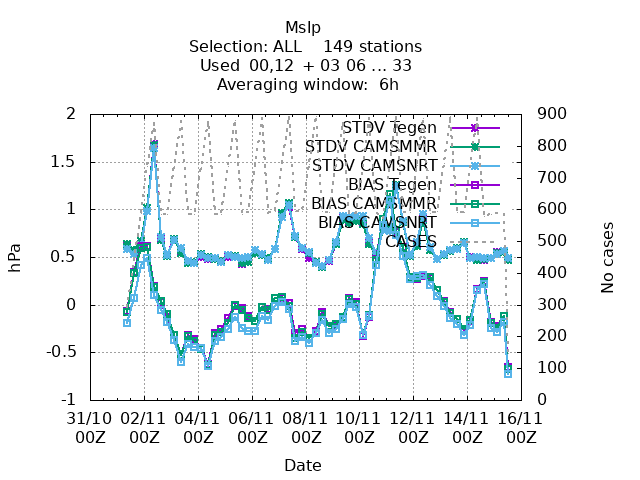 Mslp
Selection: ALL 149 stations
Used 00,12 + 03 06 ... 33
Averaging window: 6h
2
1.5
1
0.5
0
-0.5
-1
hPa
900
800
700
600
500
400
300
200
100
0
No cases
STDV Tegen
STDV CAMSMMR
STDV CAMSNRT
BIAS Tegen
BIAS CAMSMMR
BIAS CAMSNRT
CASES
31/10 02/11 04/11 06/11 08/11 10/11 12/11 14/11 16/11
00Z 00Z 00Z 00Z 00Z 00Z 00Z 00Z 00Z
Date